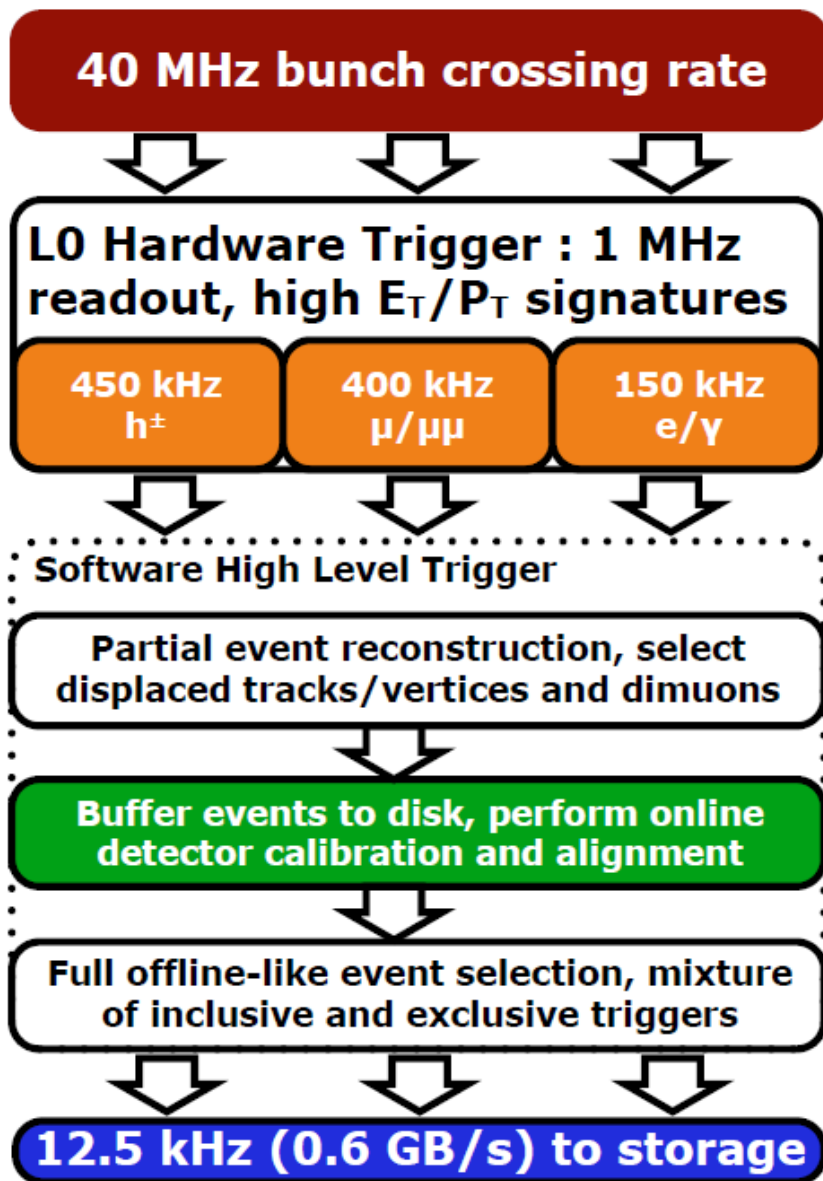 40 MHz bunch crossing rate
L0 Hardware Trigger : 1 MHz
readout, high E_T/P_T signatures
450 kHz
h±
400 kHz
μ/μμ
150 kHz
e/γ
Software High Level Trigger
Partial event reconstruction, select
displaced tracks/vertices and dimuons
Buffer events to disk, perform online
detector calibration and alignment
Full offline-like event selection, mixture
of inclusive and exclusive triggers
12.5 kHz (0.6 GB/s) to storage